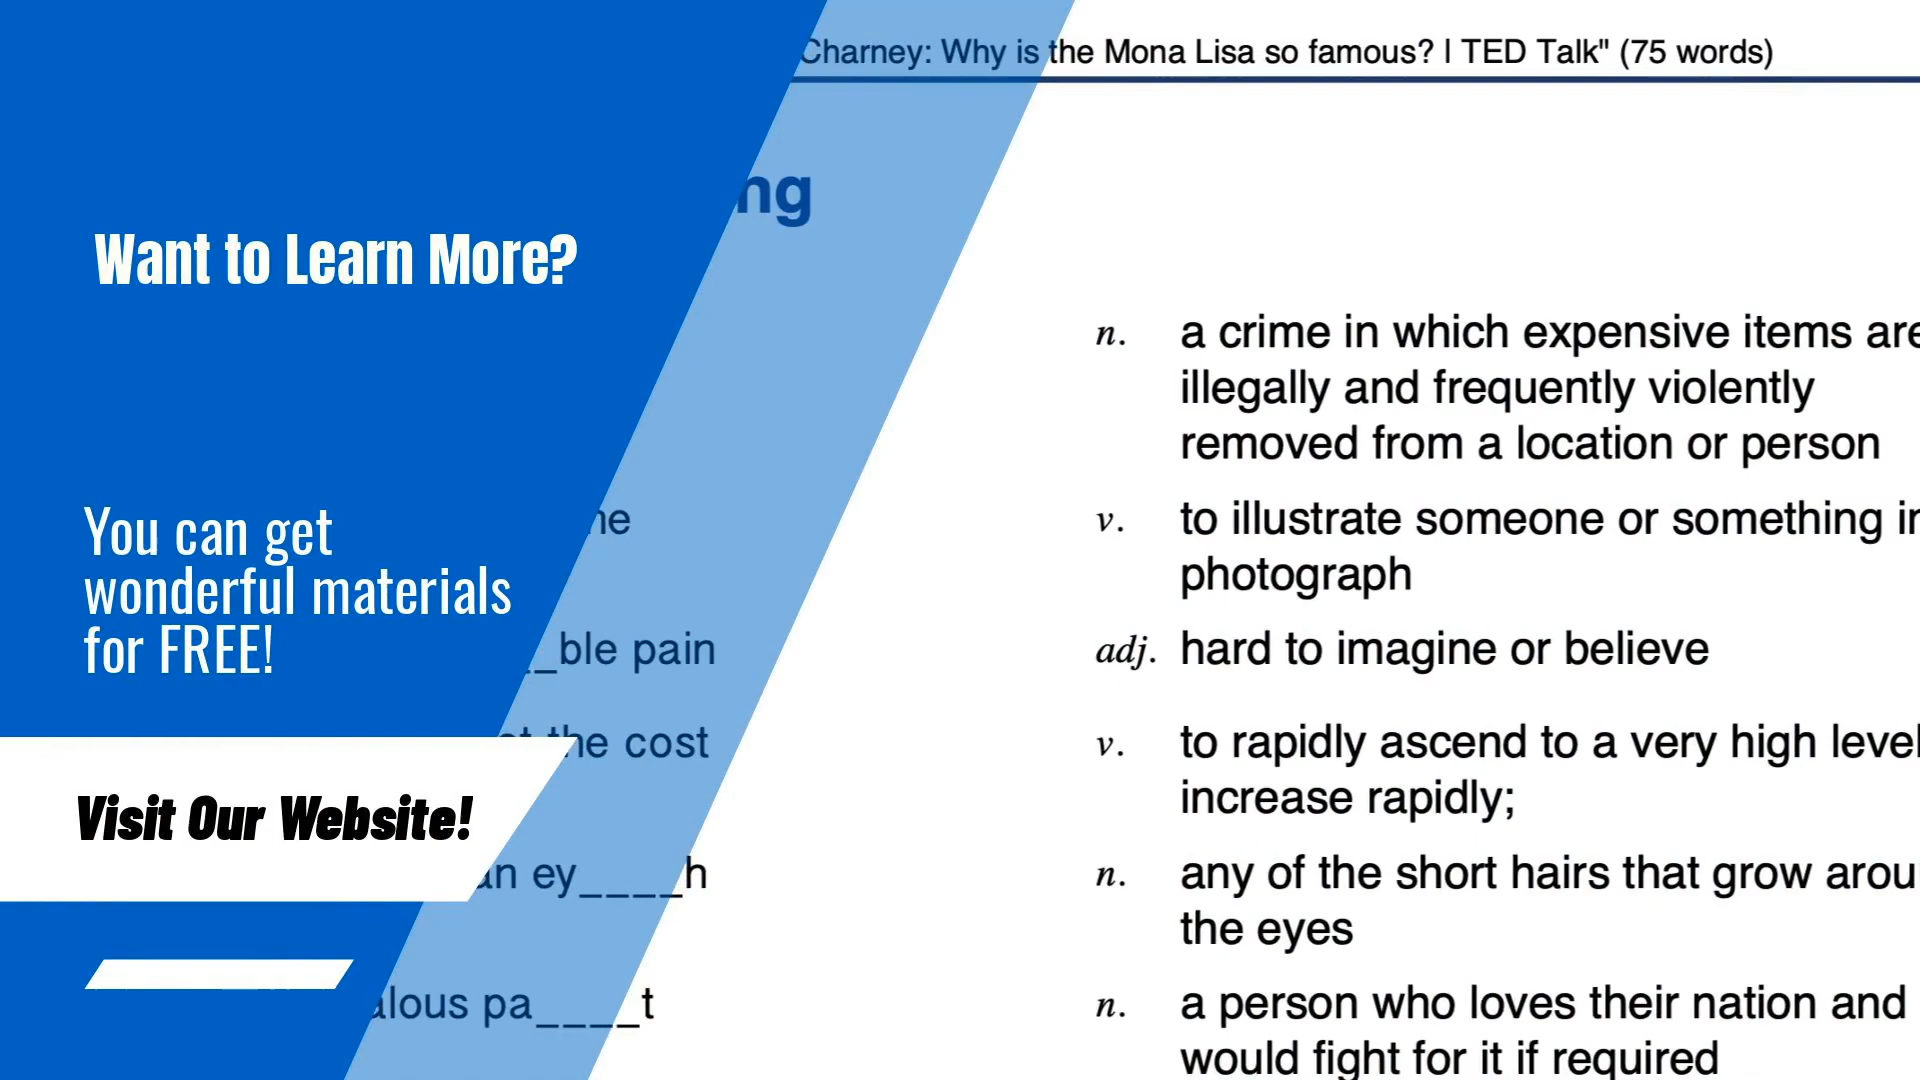 Charney: Why is the Mona Lisa so famous? | TED Talk" (75 words)
ng
Want to Learn More?
You can get
wonderful materials
for FREE!
Visit Our Website!
n. a crime in which expensive items are
illegally and frequently violently
removed from a location or person
v. to illustrate someone or something in
photograph
_ble pain adj. hard to imagine or believe
the cost v. to rapidly ascend to a very high level
increase rapidly;
an ey____h n. any of the short hairs that grow arou
the eyes
alous pa____t n. a person who loves their nation and
would fight for it if required